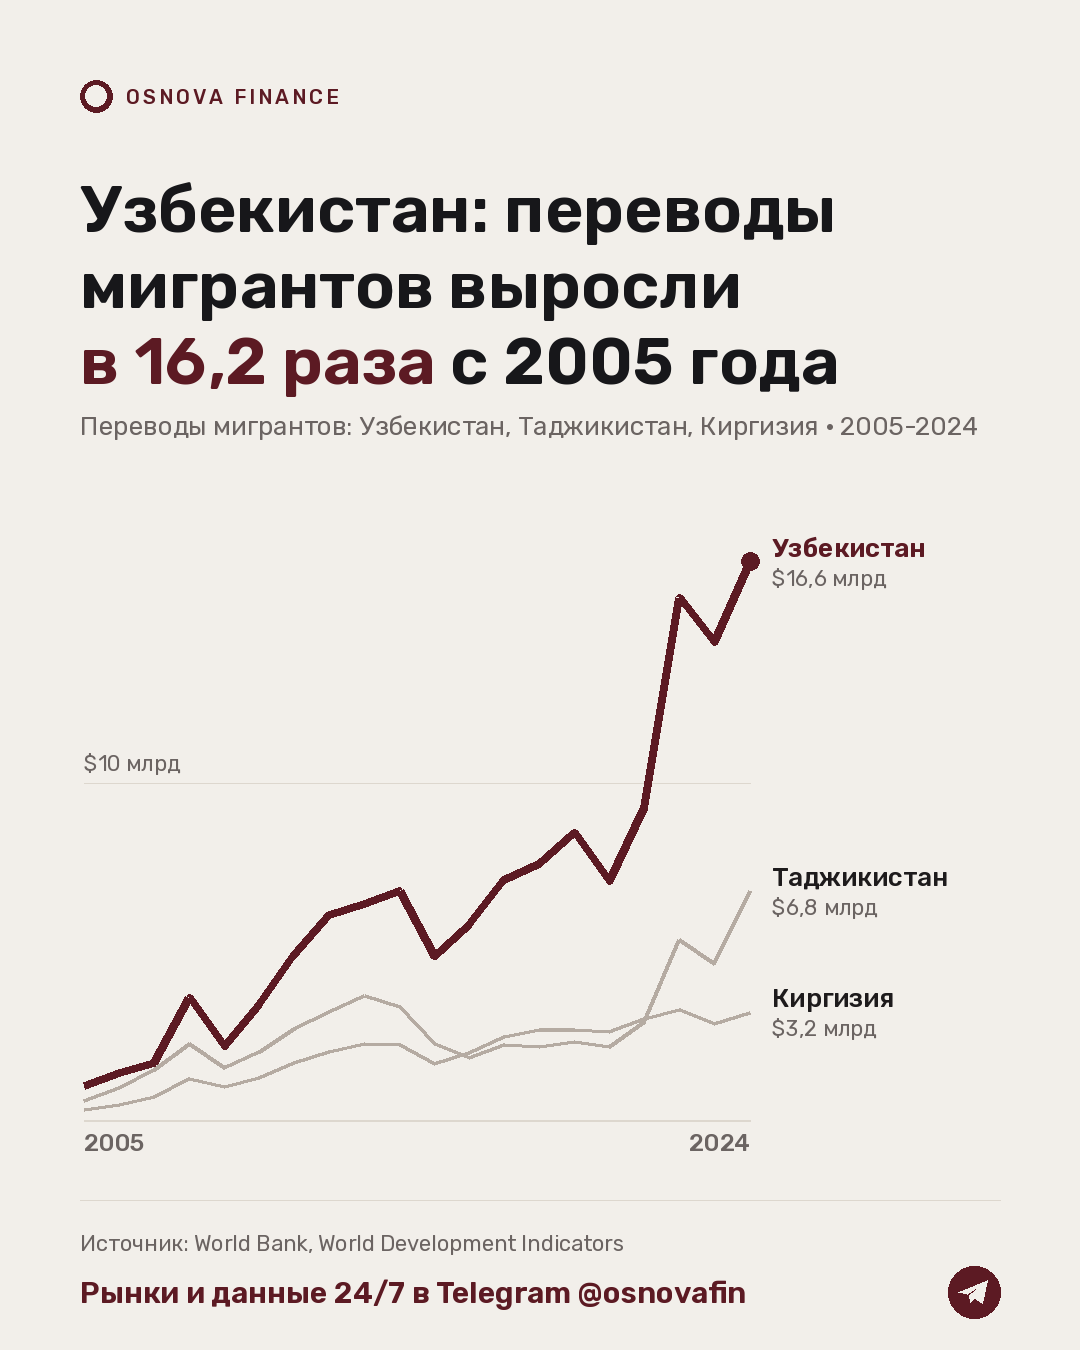 OSNOVA FINANCE
Узбекистан: переводы
мигрантов выросли
в 16,2 раза с 2005 года
Переводы мигрантов: Узбекистан, Таджикистан, Киргизия • 2005-2024
Узбекистан
$16,6 млрд
$10 млрд
Таджикистан
$6,8 млрд
Киргизия
$3,2 млрд
2005
2024
Источник: World Bank, World Development Indicators
Рынки и данные 24/7 в Telegram @osnovafin